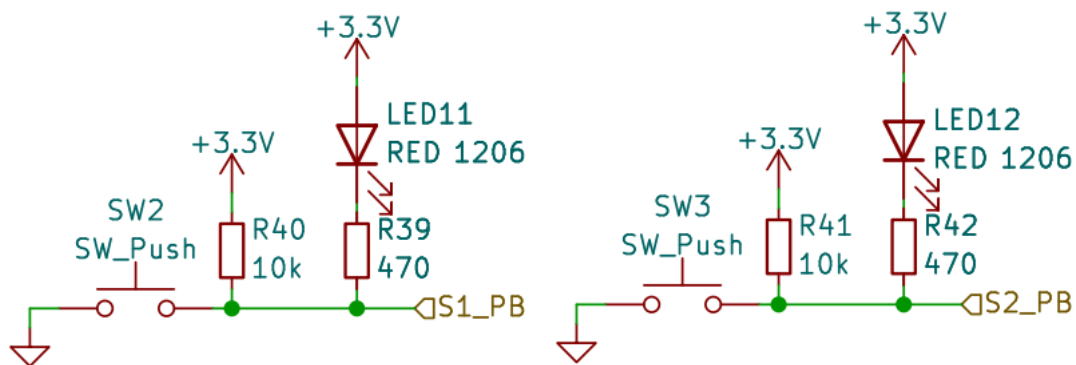 +3.3V
LED11
RED 1206
+3.3V
SW2
SW_Push
R40
10k
R39
470
S1_PB
+3.3V
LED12
RED 1206
+3.3V
SW3
SW_Push
R41
10k
R42
470
S2_PB